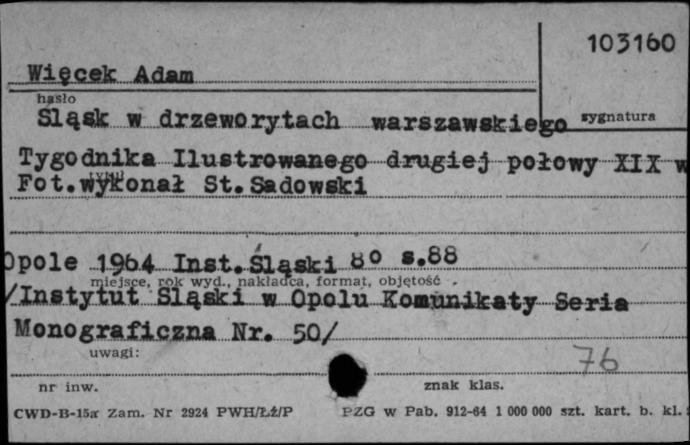 103160
Więcek Adam
hasło
Śląsk w drzeworytach warszawskiego
sygnatura
Tygodnika Ilustrowanego drugiej połowy XIX w
Fot.wykonał St.Sadowski
Opole 1964 Inst.Śląski 8o s.88
miejsce, rok wyd., nakładca, format, objętość
/Instytut Śląski w Opolu Komunikaty Seria
Monograficzna Nr. 50/
uwagi:
76
nr inw. znak klas.
CWD-B-15a Zam. Nr 2924 PWH/Łź/P PZG w Pab. 912-64 1 000 000 szt. kart. b. kl.